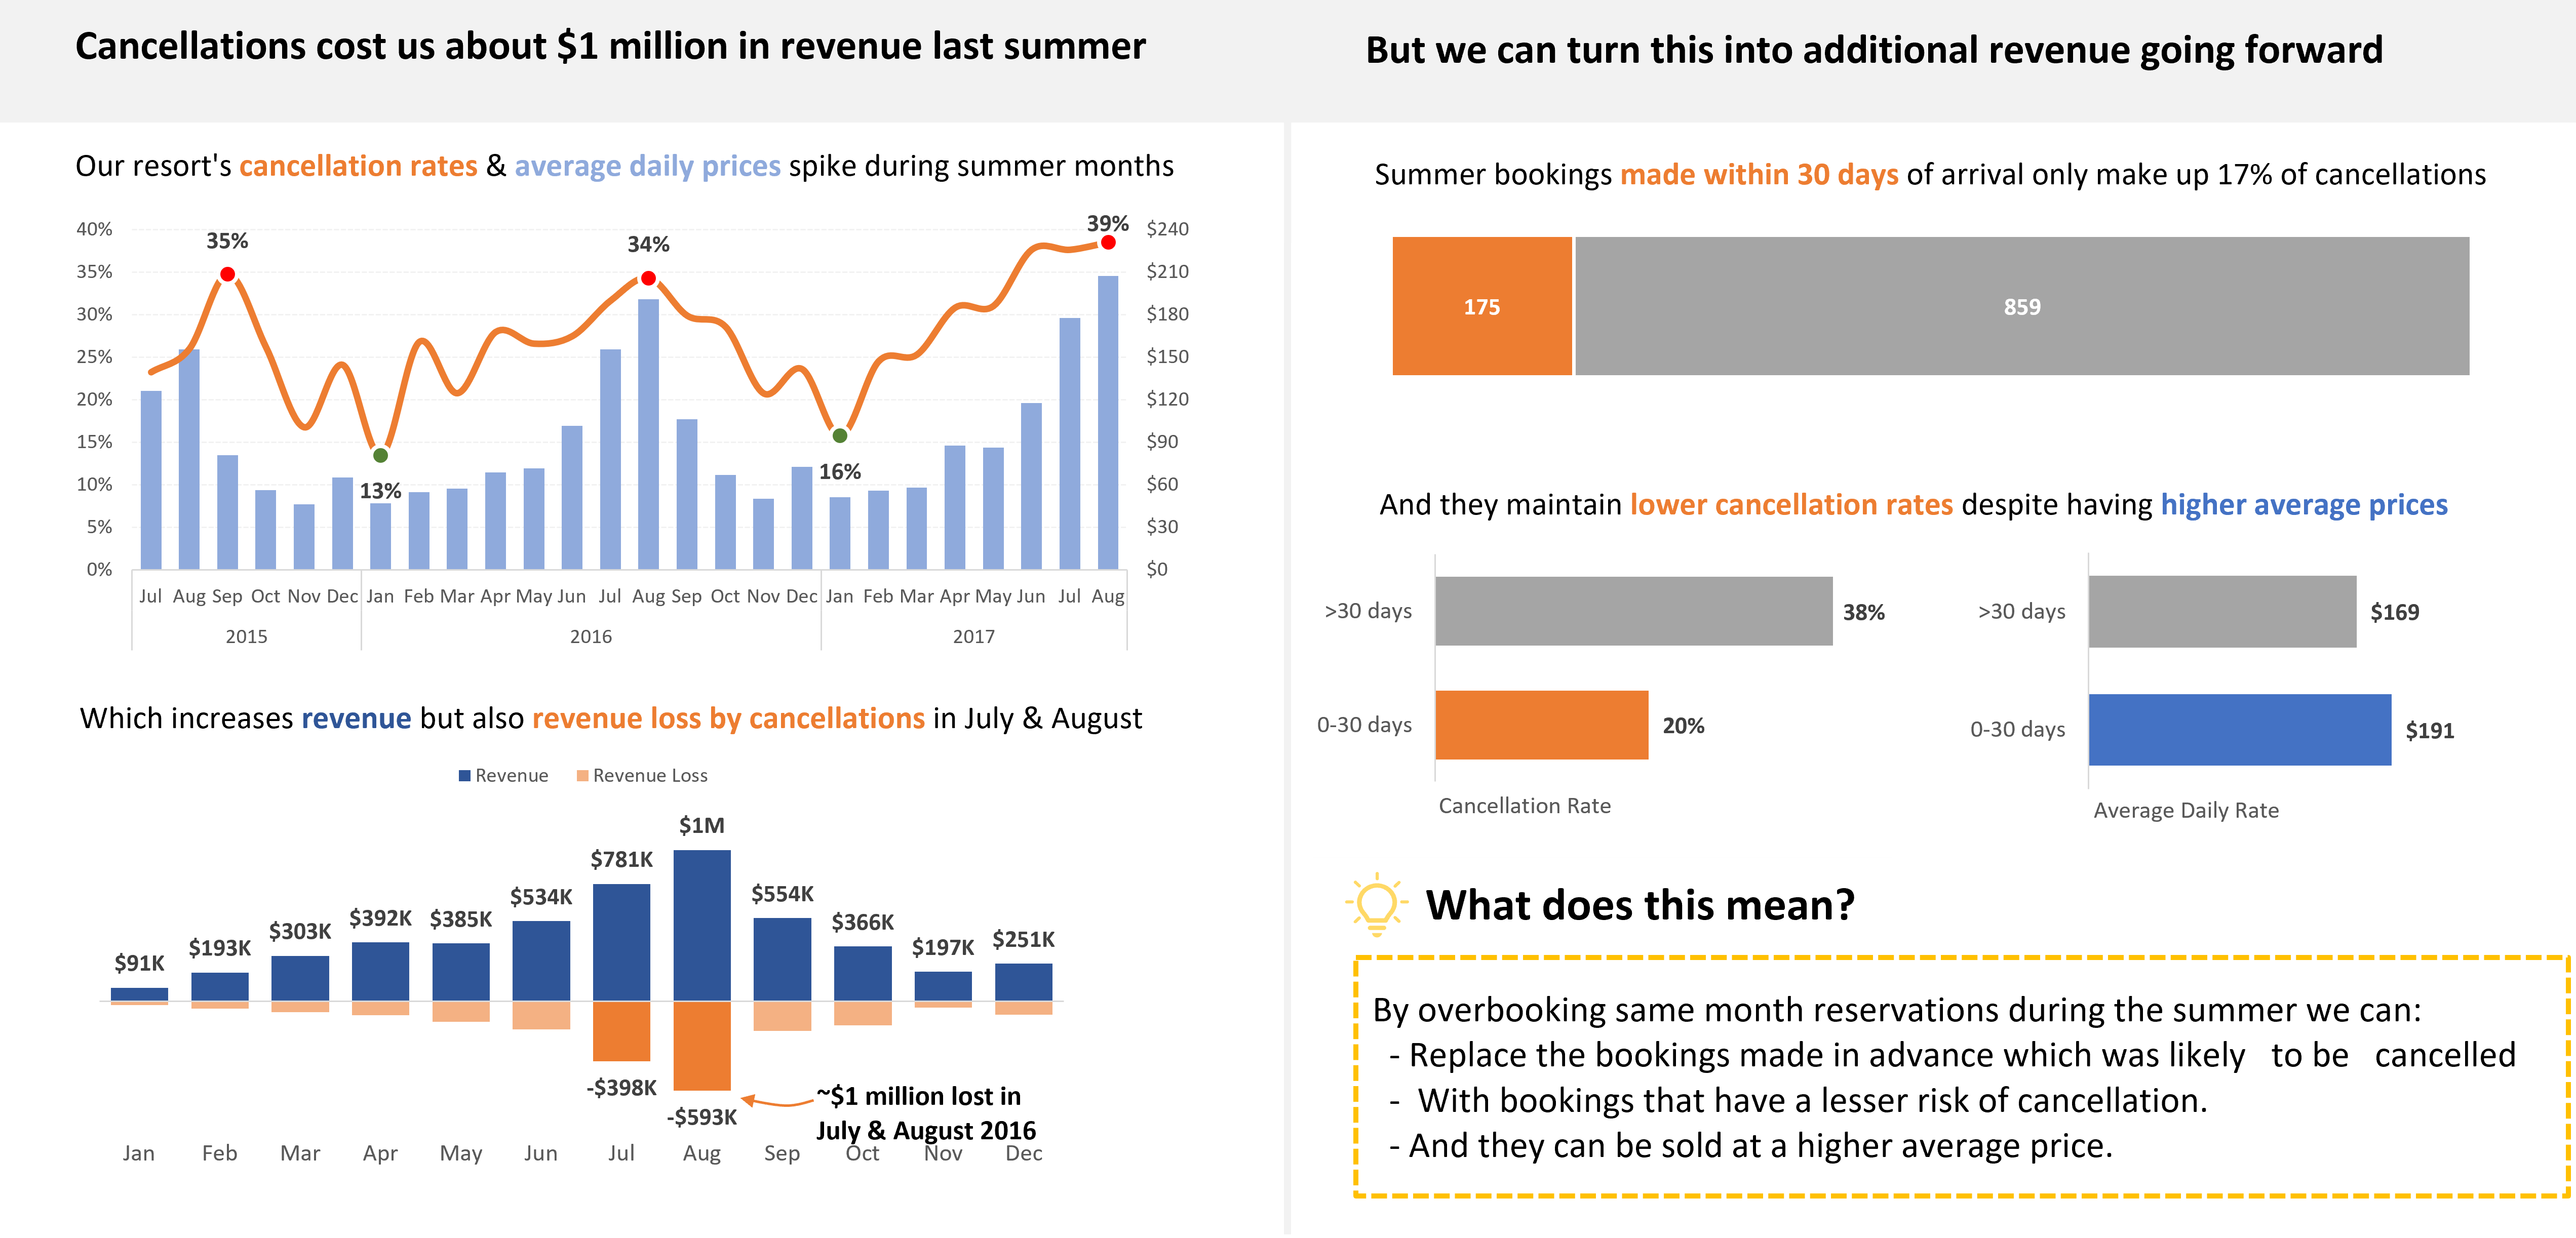 Cancellations cost us about $1 million in revenue last summer
Our resort's cancellation rates & average daily prices spike during summer months
40%
35%
30%
25%
20%
15%
10%
5%
0%
35%
13%
34%
16%
39%
$240
$210
$180
$150
$120
$90
$60
$30
$0
Jul Aug Sep Oct Nov Dec Jan Feb Mar Apr May Jun Jul Aug Sep Oct Nov Dec Jan Feb Mar Apr May Jun Jul Aug
2015 2016 2017
Which increases revenue but also revenue loss by cancellations in July & August
Revenue Revenue Loss
$91K
$193K
$303K
$392K
$385K
$534K
$781K
$1M
$554K
$366K
$197K
$251K
-$398K
-$593K
~$1 million lost in
July & August 2016
Jan Feb Mar Apr May Jun Jul Aug Sep Oct Nov Dec
But we can turn this into additional revenue going forward
Summer bookings made within 30 days of arrival only make up 17% of cancellations
175 859
And they maintain lower cancellation rates despite having higher average prices
>30 days 38%
0-30 days 20%
Cancellation Rate
>30 days $169
0-30 days $191
Average Daily Rate
What does this mean?
By overbooking same month reservations during the summer we can:
- Replace the bookings made in advance which was likely to be cancelled
- With bookings that have a lesser risk of cancellation.
- And they can be sold at a higher average price.